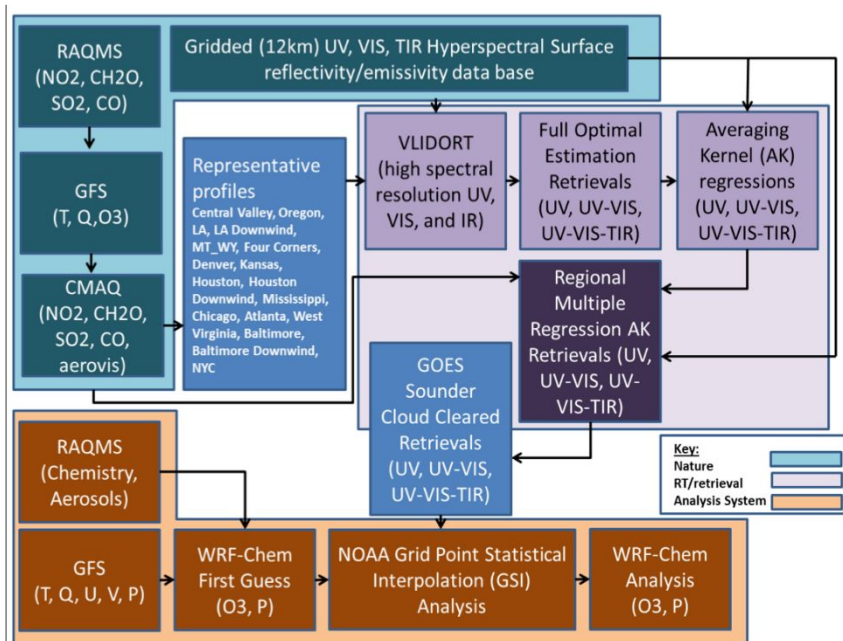 RAQMS
(NO2, CH2O,
SO2, CO)
Gridded (12km) UV, VIS, TIR Hyperspectral Surface
reflectivity/emissivity data base
GFS
(T, Q,O3)
CMAQ
(NO2, CH2O,
SO2, CO,
aerovis)
Representative
profiles
Central Valley, Oregon,
LA, LA Downwind,
MT_WY, Four Corners,
Denver, Kansas,
Houston, Houston
Downwind, Mississippi,
Chicago, Atlanta, West
Virginia, Baltimore,
Baltimore Downwind,
NYC
VLIDORT
(high spectral
resolution UV,
VIS, and IR)
Full Optimal
Estimation
Retrievals
(UV, UV-VIS,
UV-VIS-TIR)
Averaging
Kernel (AK)
regressions
(UV, UV-VIS,
UV-VIS-TIR)
Regional
Multiple
Regression AK
Retrievals (UV,
UV-VIS, UV-
VIS-TIR)
GOES
Sounder
Cloud Cleared
Retrievals
(UV, UV-VIS,
UV-VIS-TIR)
Key:
Nature
RT/retrieval
Analysis System
RAQMS
(Chemistry,
Aerosols)
GFS
(T, Q, U, V, P)
WRF-Chem
First Guess
(O3, P)
NOAA Grid Point Statistical
Interpolation (GSI)
Analysis
WRF-Chem
Analysis
(O3, P)